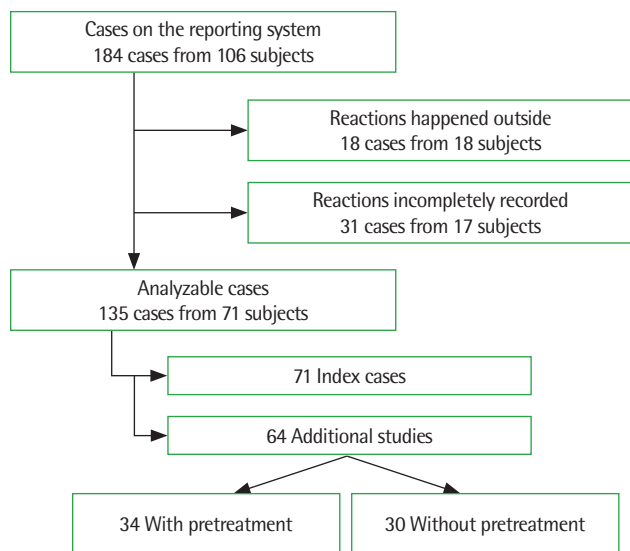 Cases on the reporting system
184 cases from 106 subjects
Reactions happened outside
18 cases from 18 subjects
Reactions incompletely recorded
31 cases from 17 subjects
Analyzable cases
135 cases from 71 subjects
71 Index cases
64 Additional studies
34 With pretreatment
30 Without pretreatment